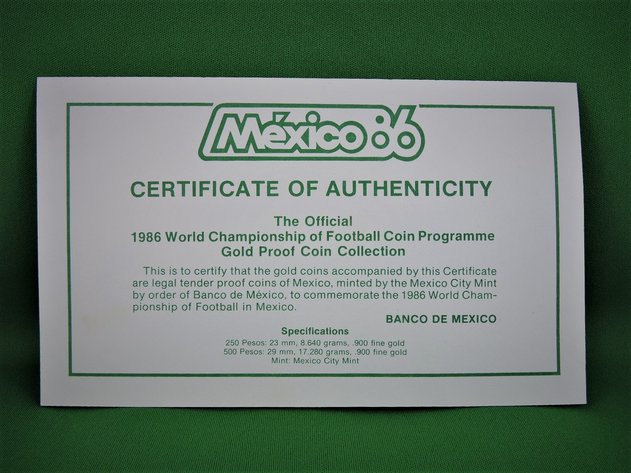 México 86
CERTIFICATE OF AUTHENTICITY
The Official
1986 World Championship of Football Coin Programme
Gold Proof Coin Collection
This is to certify that the gold coins accompanied by this Certificate
are legal tender proof coins of Mexico, minted by the Mexico City Mint
by order of Banco de México, to commemorate the 1986 World Cham-
pionship of Football in Mexico.
BANCO DE MEXICO
Specifications
250 Pesos: 23 mm, 8.640 grams, .900 fine gold
500 Pesos: 29 mm, 17.280 grams, .900 fine gold
Mint: Mexico City Mint